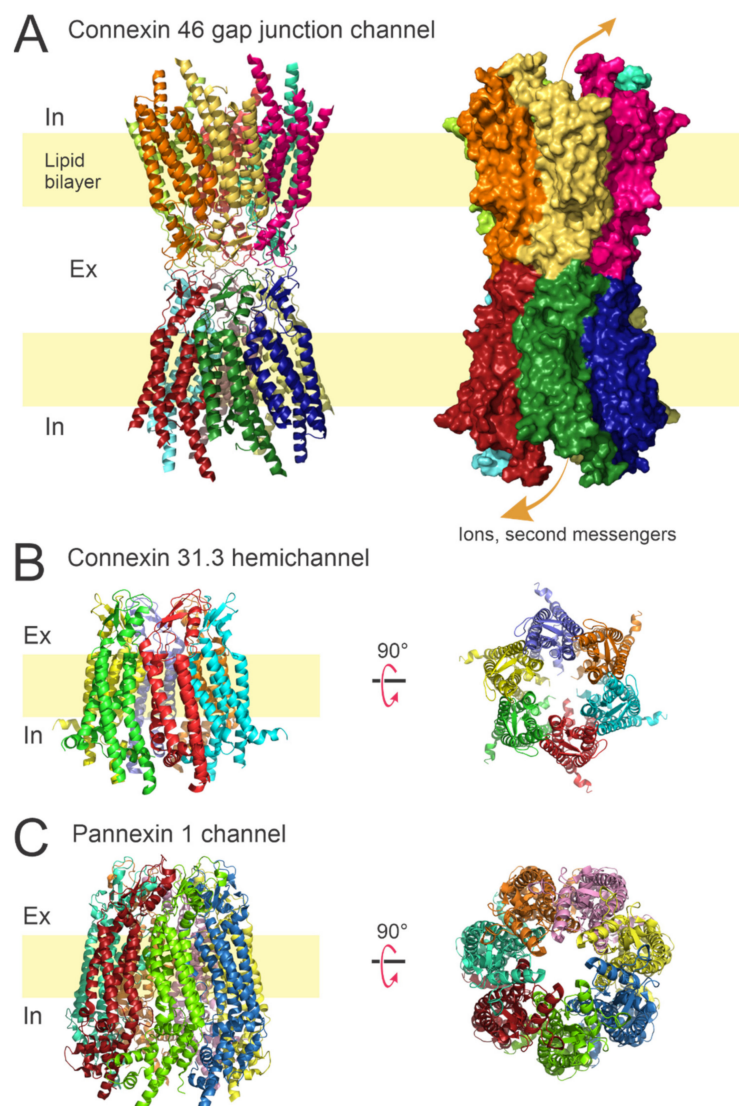 A Connexin 46 gap junction channel
In
Lipid
bilayer
Ex
In
Ions, second messengers
B Connexin 31.3 hemichannel
Ex
90°
In
C Pannexin 1 channel
Ex
90°
In